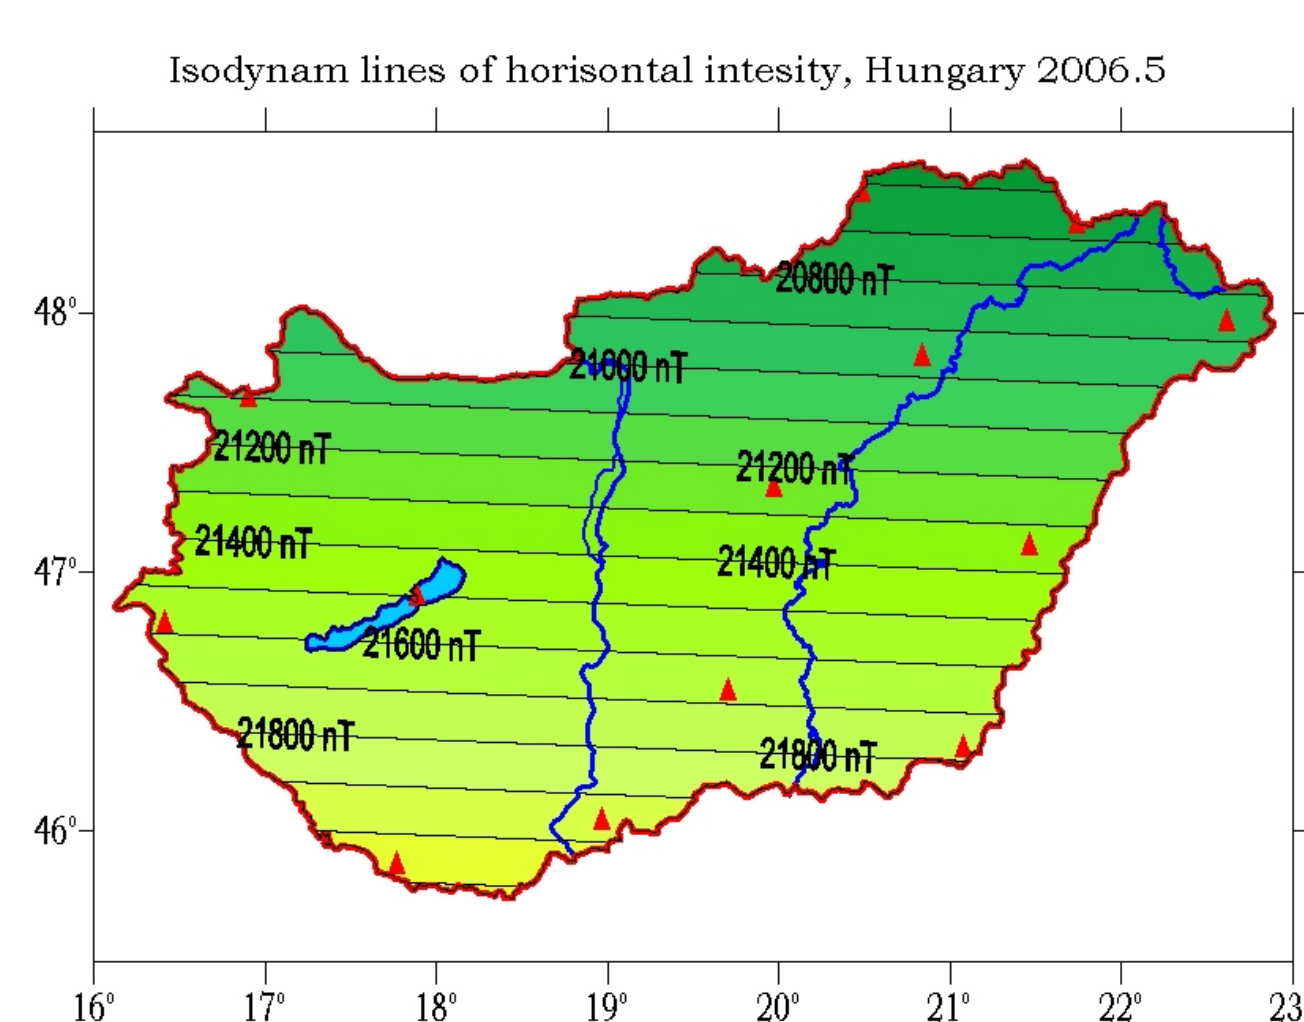 Isodynam lines of horisontal intesity, Hungary 2006.5
20800 nT
48°
21000 nT
21200 nT
21200 nT
21400 nT
21400 nT
47°
21600 nT
21800 nT
21800 nT
46°
16° 17° 18° 19° 20° 21° 22° 23